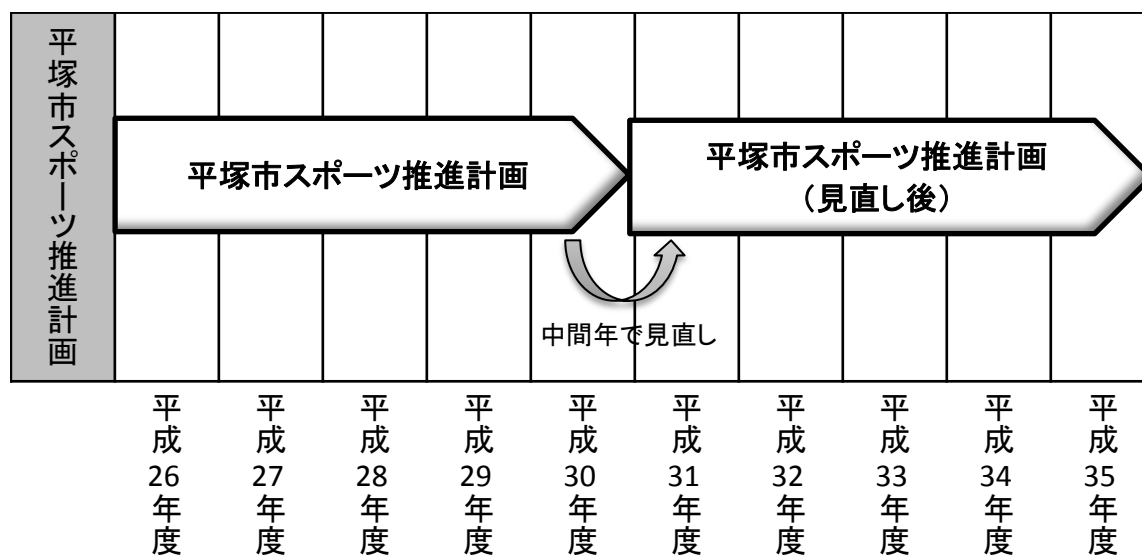 平塚市スポーツ推進計画
平塚市スポーツ推進計画
平塚市スポーツ推進計画
(見直し後)
中間年で見直し
平成26年度
平成27年度
平成28年度
平成29年度
平成30年度
平成31年度
平成32年度
平成33年度
平成34年度
平成35年度